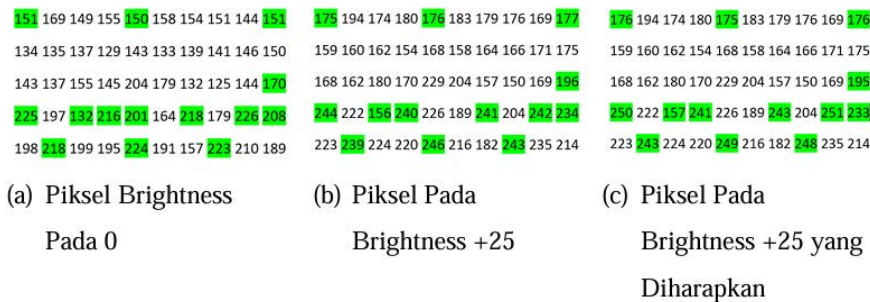 151 169 149 155 150 158 154 151 144 151
134 135 137 129 143 133 139 141 146 150
143 137 155 145 204 179 132 125 144 170
225 197 132 216 201 164 218 179 226 208
198 218 199 195 224 191 157 223 210 189
(a) Piksel Brightness
Pada 0
175 194 174 180 176 183 179 176 169 177
159 160 162 154 168 158 164 166 171 175
168 162 180 170 229 204 157 150 169 196
244 222 156 240 226 189 241 204 242 234
223 239 224 220 246 216 182 243 235 214
(b) Piksel Pada
Brightness +25
176 194 174 180 175 183 179 176 169 176
159 160 162 154 168 158 164 166 171 175
168 162 180 170 229 204 157 150 169 195
250 222 157 241 226 189 243 204 251 233
223 243 224 220 249 216 182 248 235 214
(c) Piksel Pada
Brightness +25 yang
Diharapkan